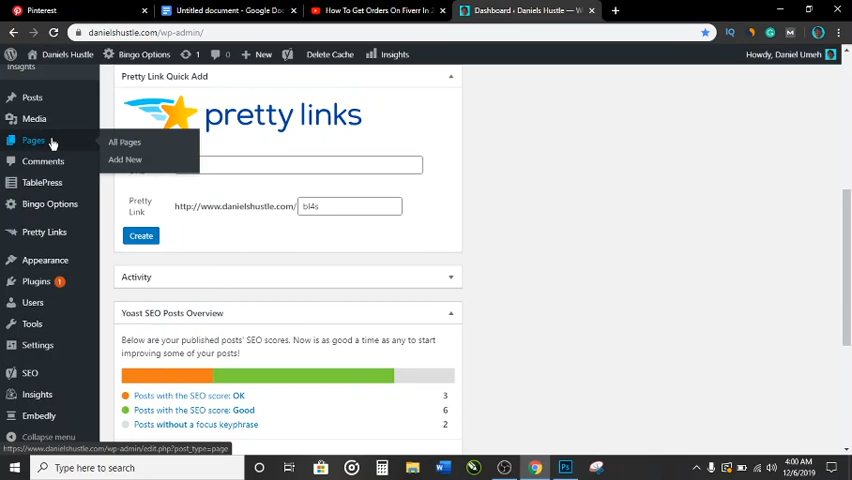 Pinterest
Untitled document - Google Doc
How To Get Orders On Fiverr In 2
Dashboard ‹ Daniels Hustle — W
danielshustle.com/wp-admin/
Daniels Hustle
Bingo Options
1
0
New
Delete Cache
Insights
Howdy, Daniel Umeh
Insights
Posts
Media
Pages
Comments
TablePress
Bingo Options
Pretty Links
Appearance
Plugins 1
Users
Tools
Settings
SEO
Insights
Embedly
Collapse menu
All Pages
Add New
Pretty Link Quick Add
pretty links
Pretty
Link
http://www.danielshustle.com/
bl4s
Create
Activity
Yoast SEO Posts Overview
Below are your published posts' SEO scores. Now is as good a time as any to start
improving some of your posts!
Posts with the SEO score: OK 3
Posts with the SEO score: Good 6
Posts without a focus keyphrase 2
https://www.danielshustle.com/wp-admin/edit.php?post_type=page
Type here to search
4:00 AM
12/6/2019